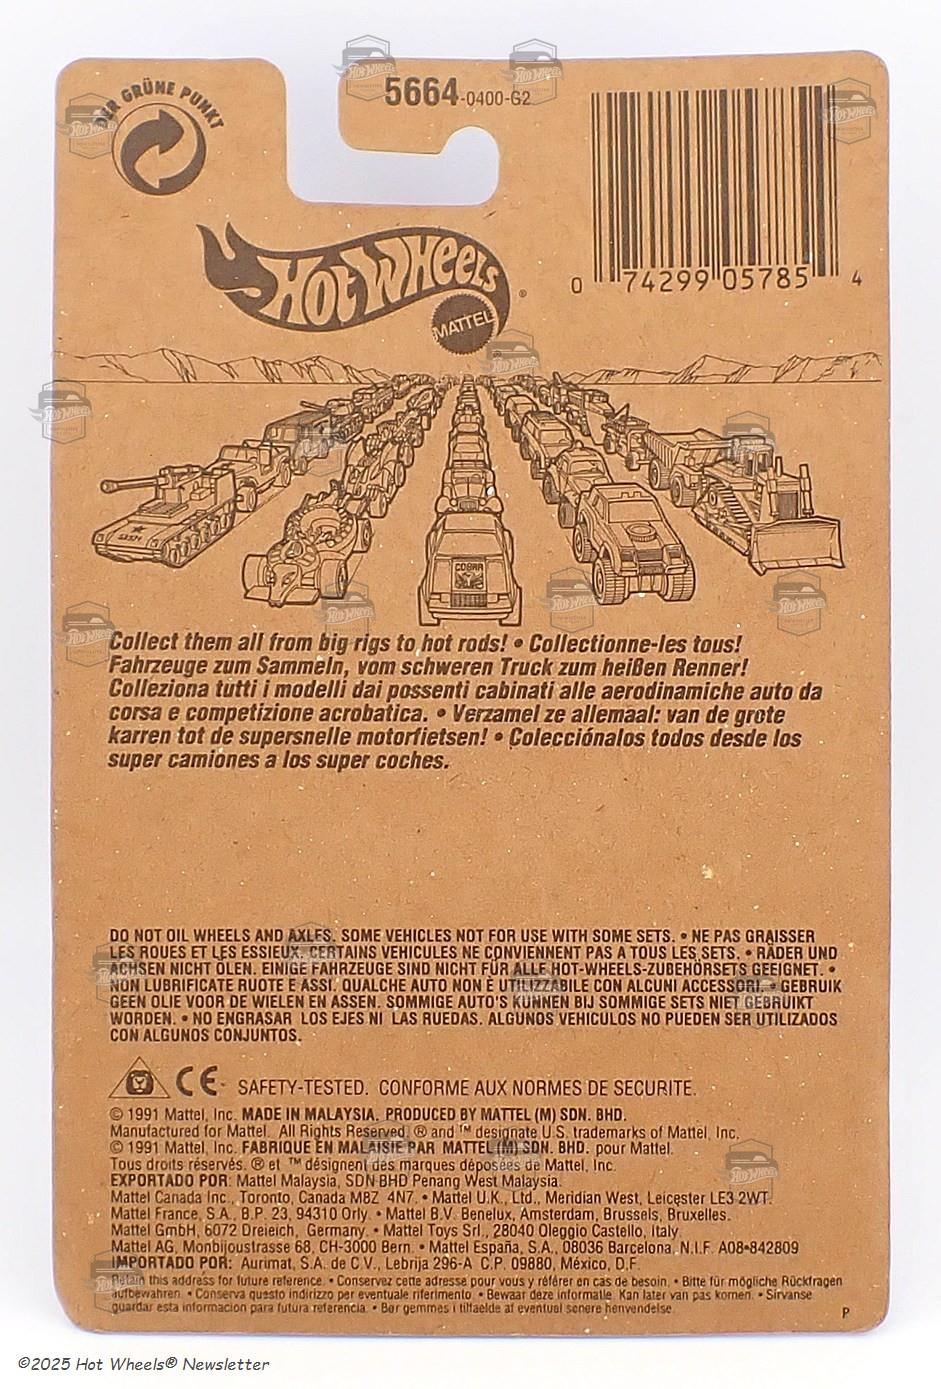 DER GRÜNE PUNKT
5664-0400-G2
0 74299 05785 4
HOT WHEELS ®
MATTEL ®
COBRA
Collect them all from big rigs to hot rods! • Collectionne-les tous!
Fahrzeuge zum Sammeln, vom schweren Truck zum heißen Renner!
Colleziona tutti i modelli dai possenti cabinati alle aerodinamiche auto da
corsa e competizione acrobatica. • Verzamel ze allemaal: van de grote
karren tot de supersnelle motorfietsen! • Colecciónalos todos desde los
super camiones a los super coches.
DO NOT OIL WHEELS AND AXLES. SOME VEHICLES NOT FOR USE WITH SOME SETS. • NE PAS GRAISSER
LES ROUES ET LES ESSIEUX. CERTAINS VEHICULES NE CONVIENNENT PAS A TOUS LES SETS. • RÄDER UND
ACHSEN NICHT ÖLEN. EINIGE FAHRZEUGE SIND NICHT FÜR ALLE HOT-WHEELS-ZUBEHÖRSETS GEEIGNET. •
NON LUBRIFICATE RUOTE E ASSI. QUALCHE AUTO NON È UTILIZZABILE CON ALCUNI ACCESSORI. • GEBRUIK
GEEN OLIE VOOR DE WIELEN EN ASSEN. SOMMIGE AUTO'S KUNNEN BIJ SOMMIGE SETS NIET GEBRUIKT
WORDEN. • NO ENGRASAR LOS EJES NI LAS RUEDAS. ALGUNOS VEHICULOS NO PUEDEN SER UTILIZADOS
CON ALGUNOS CONJUNTOS.
CE SAFETY-TESTED. CONFORME AUX NORMES DE SECURITE.
© 1991 Mattel, Inc. MADE IN MALAYSIA. PRODUCED BY MATTEL (M) SDN. BHD.
Manufactured for Mattel. All Rights Reserved. ® and ™ designate U.S. trademarks of Mattel, Inc.
© 1991 Mattel, Inc. FABRIQUE EN MALAISIE PAR MATTEL (M) SDN. BHD. pour Mattel.
Tous droits réservés. ® et ™ désignent des marques déposées de Mattel, Inc.
EXPORTADO POR: Mattel Malaysia, SDN BHD Penang West Malaysia.
Mattel Canada Inc., Toronto, Canada M8Z 4N7. • Mattel U.K., Ltd., Meridian West, Leicester LE3 2WT.
Mattel France, S.A., B.P. 23, 94310 Orly. • Mattel B.V. Benelux, Amsterdam, Brussels, Bruxelles.
Mattel GmbH, 6072 Dreieich, Germany. • Mattel Toys Srl., 28040 Oleggio Castello, Italy
Mattel AG, Monbijoustrasse 68, CH-3000 Bern. • Mattel España, S.A., 08036 Barcelona, N.I.F. A08-842809
IMPORTADO POR: Aurimat, S.A. de C.V., Lebrija 296-A C.P. 09880, México, D.F.
Retain this address for future reference. • Conservez cette adresse pour vous y référer en cas de besoin. • Bitte für mögliche Rückfragen
aufbewahren. • Conserva questo indirizzo per eventuale riferimento. • Bewaar deze informatie. Kan later van pas komen. • Sirvanse
guardar esta informacion para futura referencia. • Bør gemmes i tilfælde af eventuel senere henvendelse.
P
©2025 Hot Wheels® Newsletter